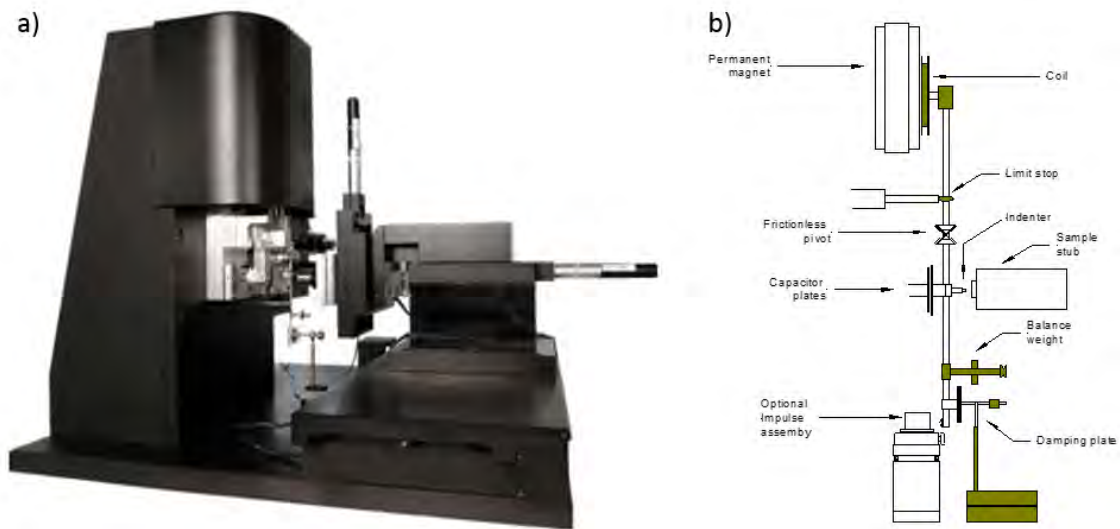 a)
b)
Permanent
magnet
Coil
Limit stop
Frictionless
pivot
Indenter
Sample
stub
Capacitor
plates
Balance
weight
Optional
Impulse
assemby
Damping plate